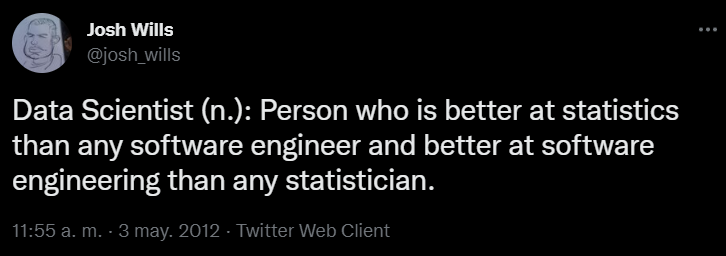 Josh Wills
@josh_wills
Data Scientist (n.): Person who is better at statistics
than any software engineer and better at software
engineering than any statistician.
11:55 a. m. · 3 may. 2012 · Twitter Web Client